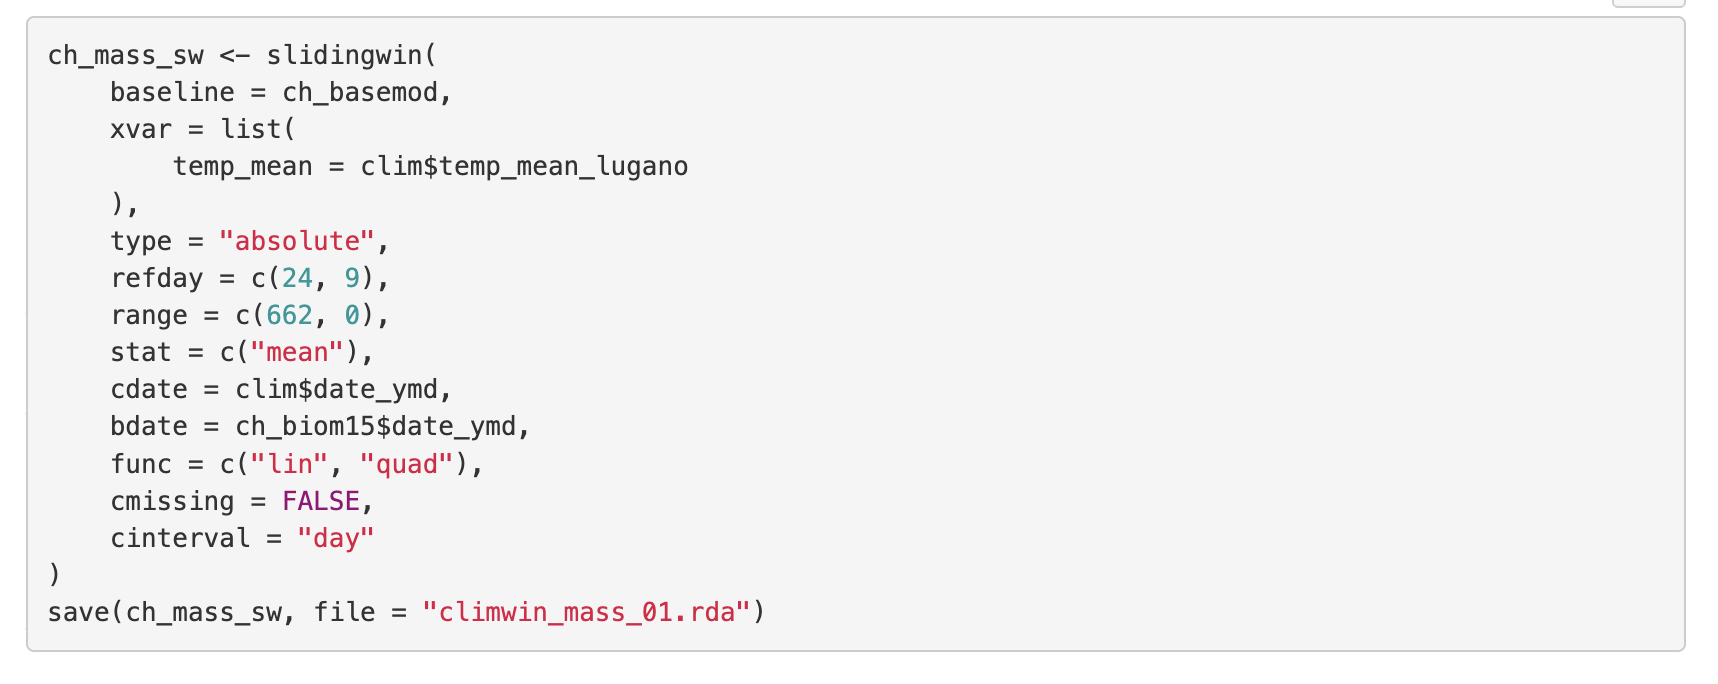 ch_mass_sw <- slidingwin(
    baseline = ch_basemod,
    xvar = list(
        temp_mean = clim$temp_mean_lugano
    ),
    type = "absolute",
    refday = c(24, 9),
    range = c(662, 0),
    stat = c("mean"),
    cdate = clim$date_ymd,
    bdate = ch_biom15$date_ymd,
    func = c("lin", "quad"),
    cmissing = FALSE,
    cinterval = "day"
)
save(ch_mass_sw, file = "climwin_mass_01.rda")